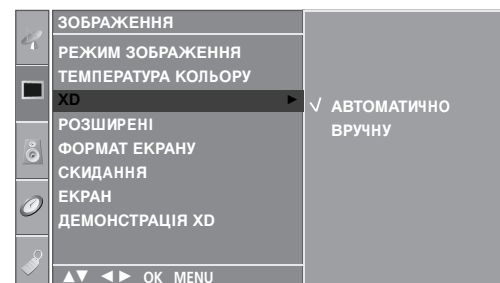 ЗОБРАЖЕННЯ
РЕЖИМ ЗОБРАЖЕННЯ
ТЕМПЕРАТУРА КОЛЬОРУ
XD
РОЗШИРЕНІ
ФОРМАТ ЕКРАНУ
СКИДАННЯ
ЕКРАН
ДЕМОНСТРАЦІЯ XD
АВТОМАТИЧНО
ВРУЧНУ
OK MENU